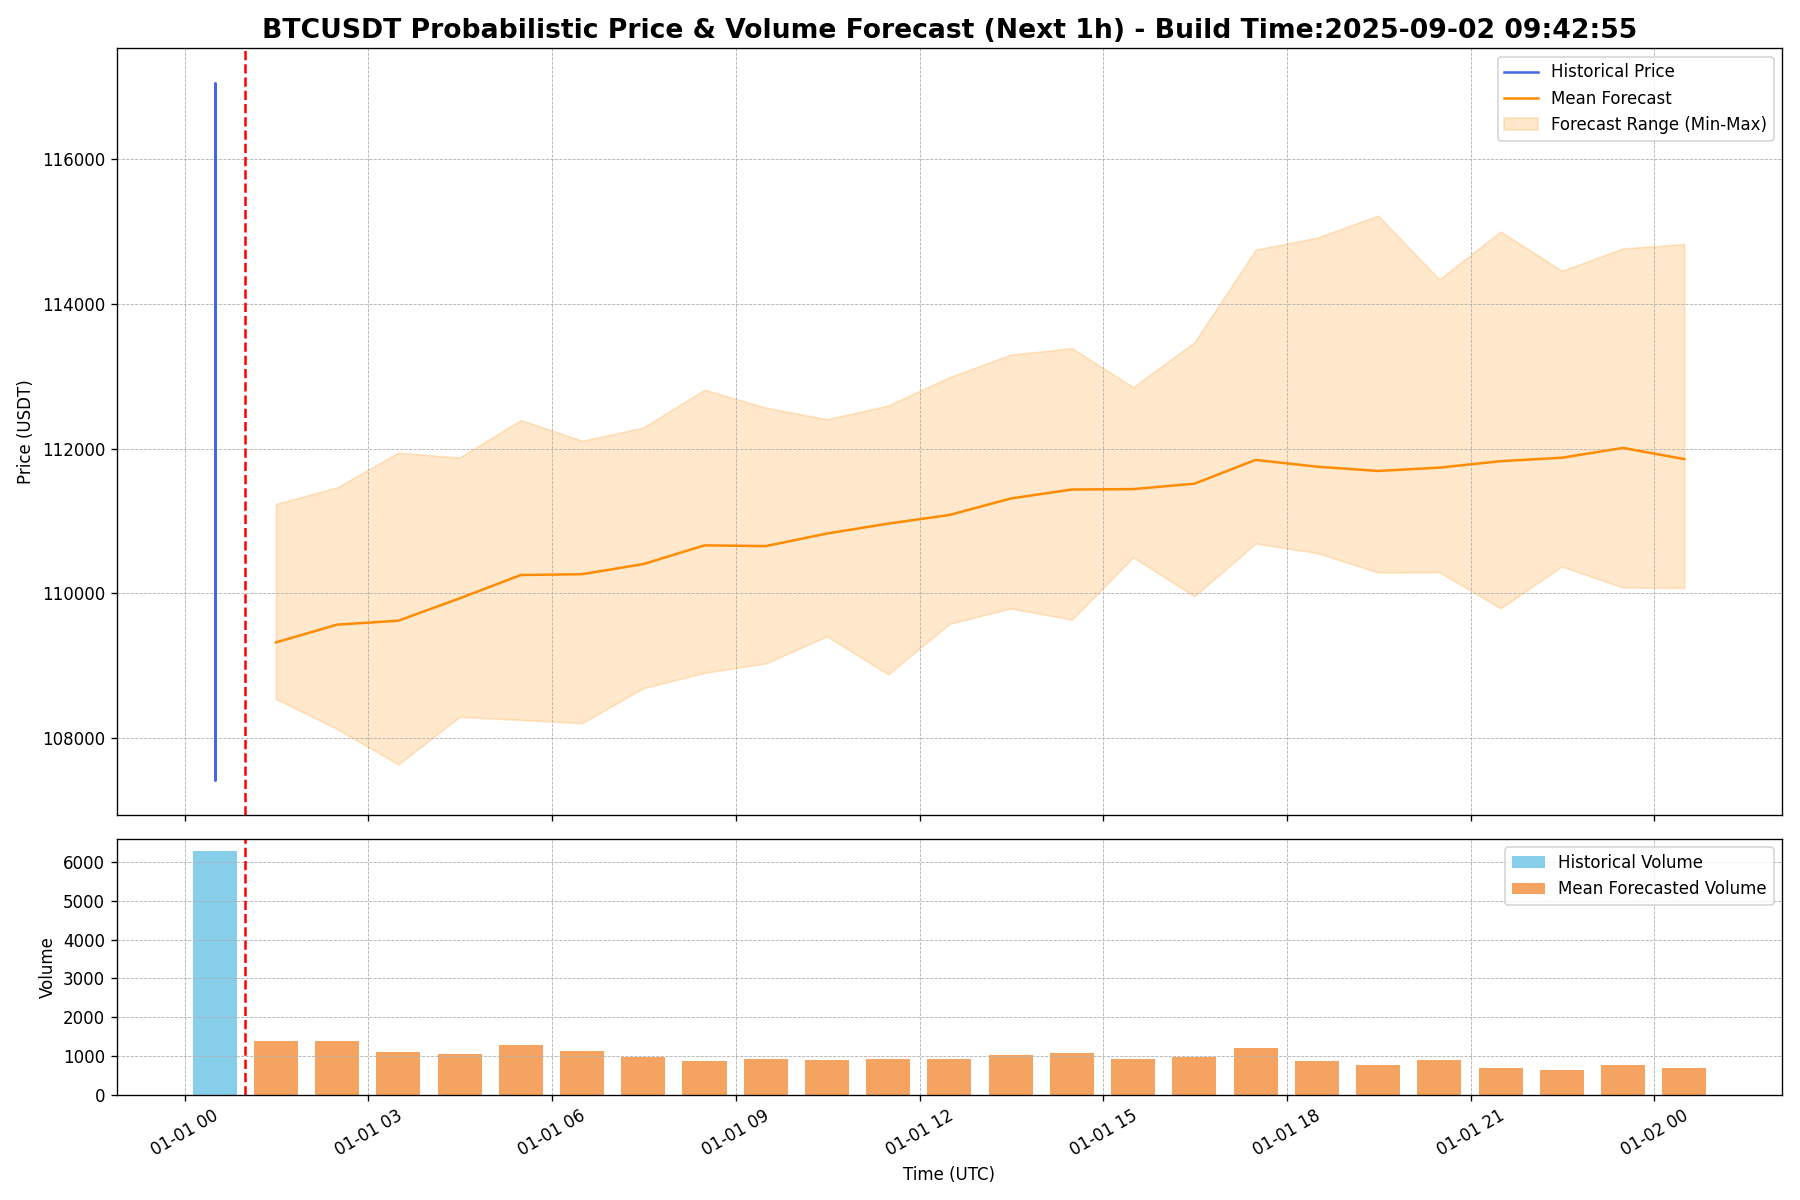 BTCUSDT Probabilistic Price & Volume Forecast (Next 1h) - Build Time:2025-09-02 09:42:55
Historical Price
Mean Forecast
Forecast Range (Min-Max)
116000
114000
112000
110000
108000
Price (USDT)
Historical Volume
Mean Forecasted Volume
6000
5000
4000
3000
2000
1000
0
Volume
01-01 00
01-01 03
01-01 06
01-01 09
01-01 12
01-01 15
01-01 18
01-01 21
01-02 00
Time (UTC)